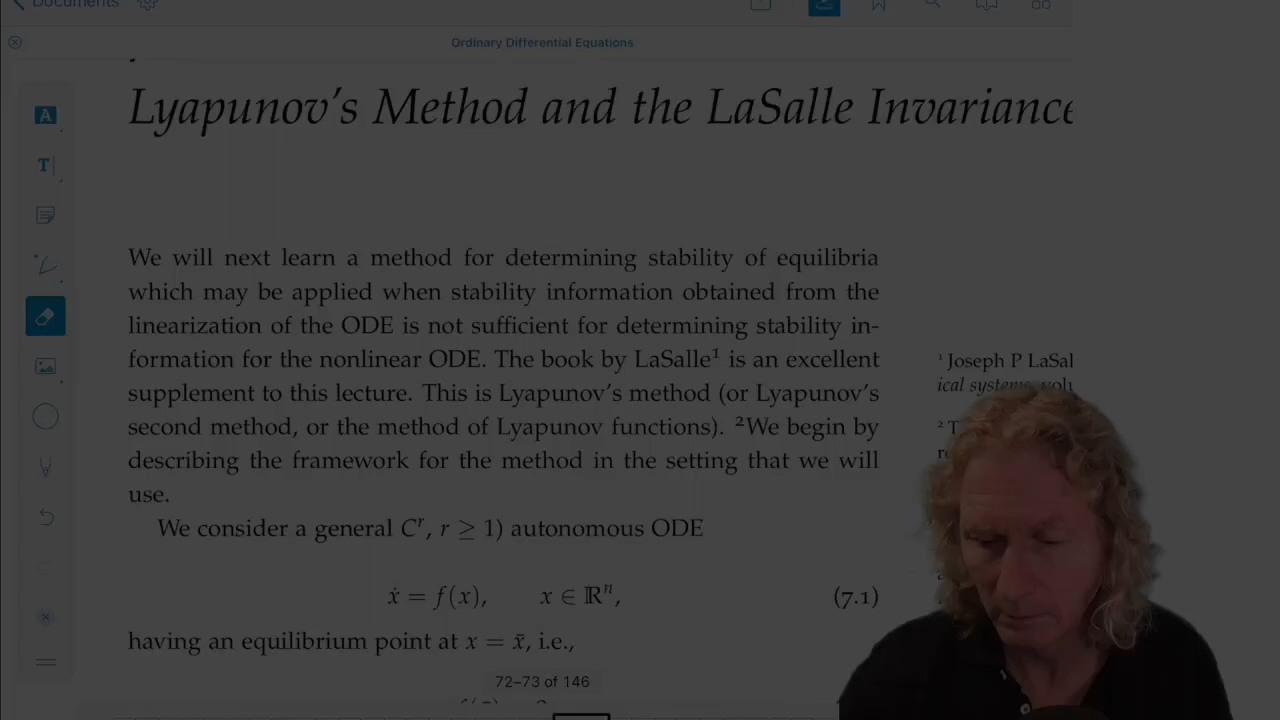 Documents
Ordinary Differential Equations
A
T
Lyapunov's Method and the LaSalle Invariance
We will next learn a method for determining stability of equilibria
which may be applied when stability information obtained from the
linearization of the ODE is not sufficient for determining stability in-
formation for the nonlinear ODE. The book by LaSalle¹ is an excellent
supplement to this lecture. This is Lyapunov's method (or Lyapunov's
second method, or the method of Lyapunov functions). ²We begin by
describing the framework for the method in the setting that we will
use.
We consider a general Cʳ, r ≥ 1) autonomous ODE
ẋ = f(x), x ∈ ℝⁿ, (7.1)
having an equilibrium point at x = x̄, i.e.,
¹ Joseph P LaSal
ical systems, volu
72–73 of 146